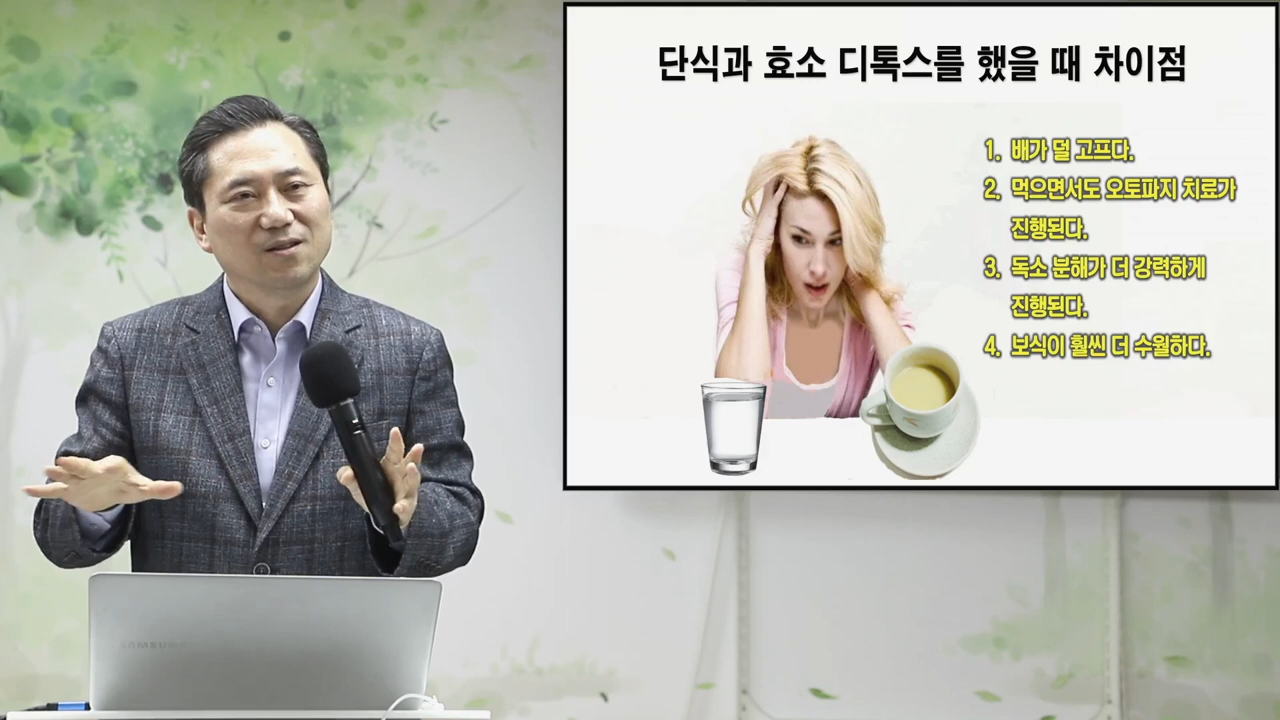 단식과 효소 디톡스를 했을 때 차이점
1. 배가 덜 고프다.
2. 먹으면서도 오토파지 치료가
진행된다.
3. 독소 분해가 더 강력하게
진행된다.
4. 보식이 훨씬 더 수월하다.
SAMSUNG